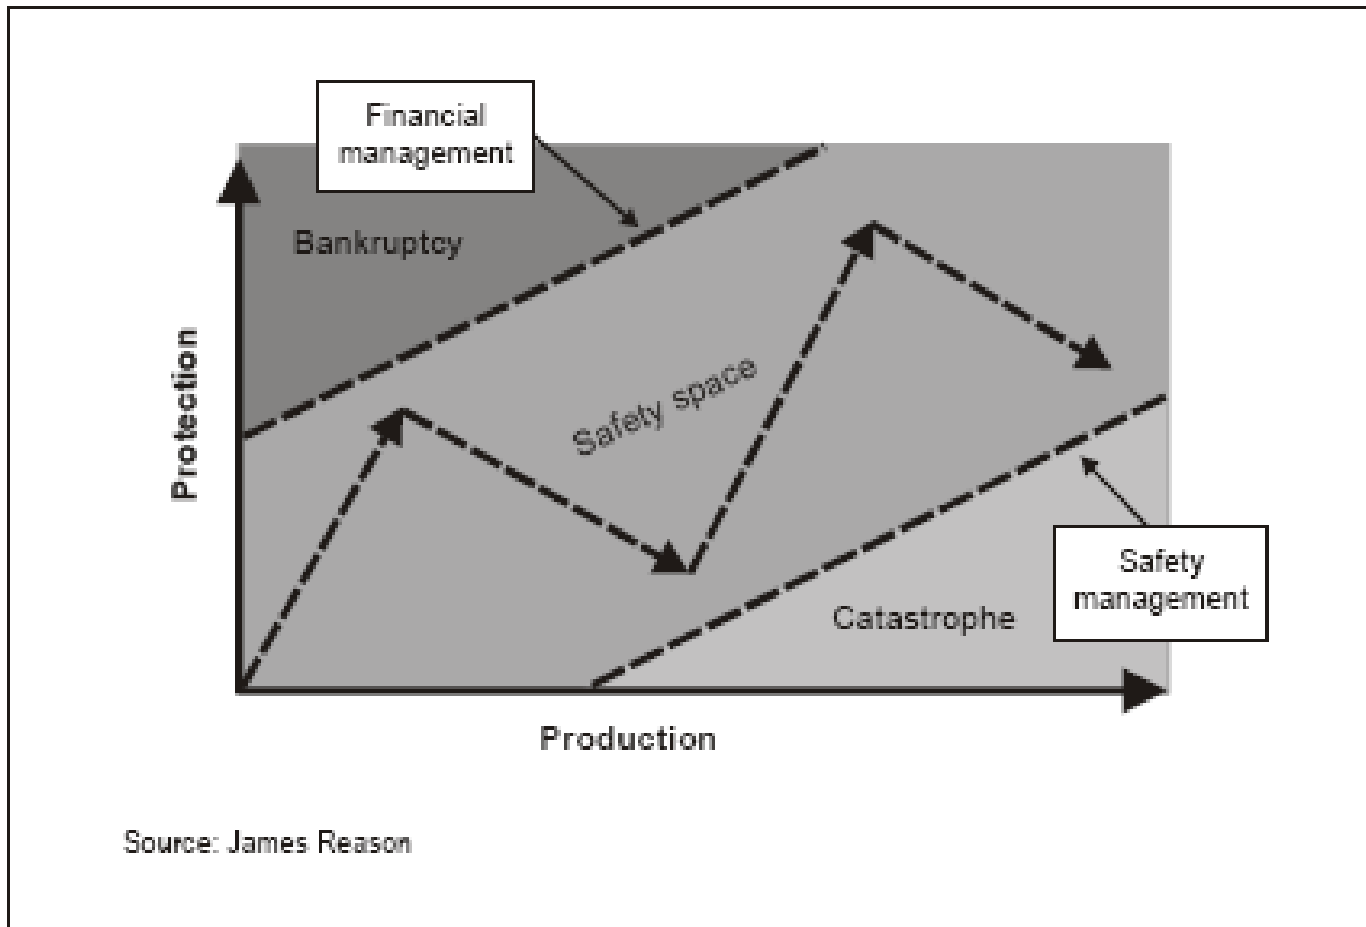 Financial
management
Bankruptcy
Protection
Safety space
Safety
management
Catastrophe
Production
Source: James Reason